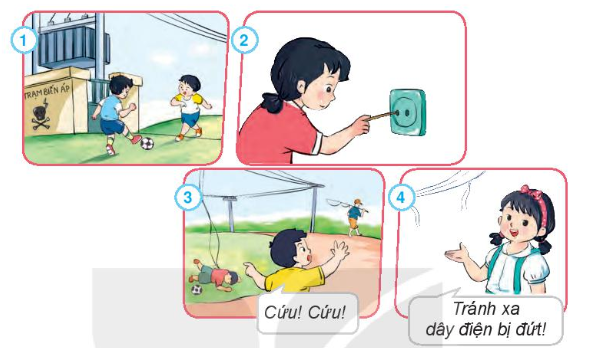 1
TRẠM BIẾN ÁP
2
3
Cứu! Cứu!
4
Tránh xa
dây điện bị đứt!